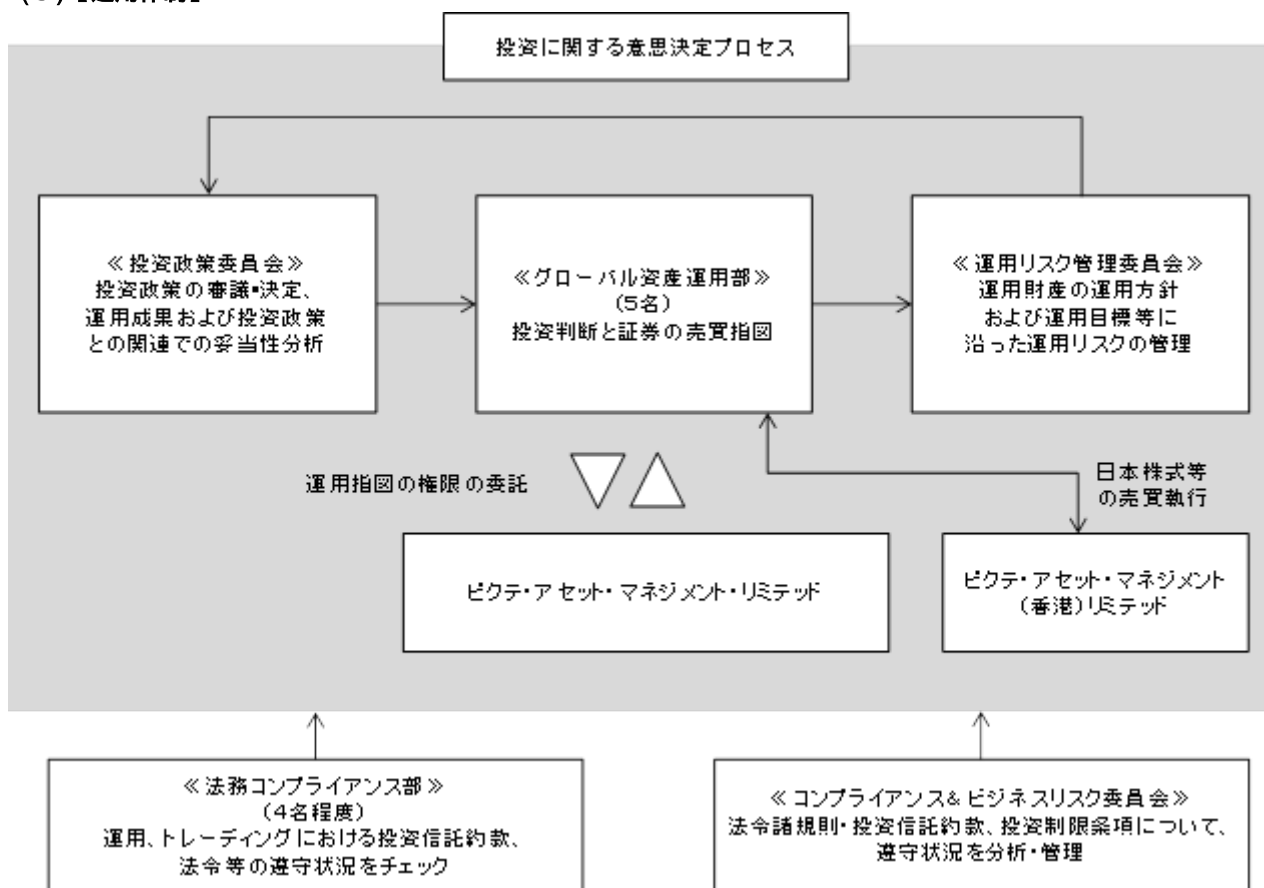 投資に関する意思決定プロセス
≪投資政策委員会≫
投資政策の審議・決定、
運用成果および投資政策
との関連での妥当性分析
≪グローバル資産運用部≫
(5名)
投資判断と証券の売買指図
≪運用リスク管理委員会≫
運用財産の運用方針
および運用目標等に
沿った運用リスクの管理
運用指図の権限の委託
日本株式等
の売買執行
ピクテ・アセット・マネジメント・リミテッド
ピクテ・アセット・マネジメント
(香港)リミテッド
≪法務コンプライアンス部≫
(4名程度)
運用、トレーディングにおける投資信託約款、
法令等の遵守状況をチェック
≪コンプライアンス&ビジネスリスク委員会≫
法令諸規則・投資信託約款、投資制限条項について、
遵守状況を分析・管理